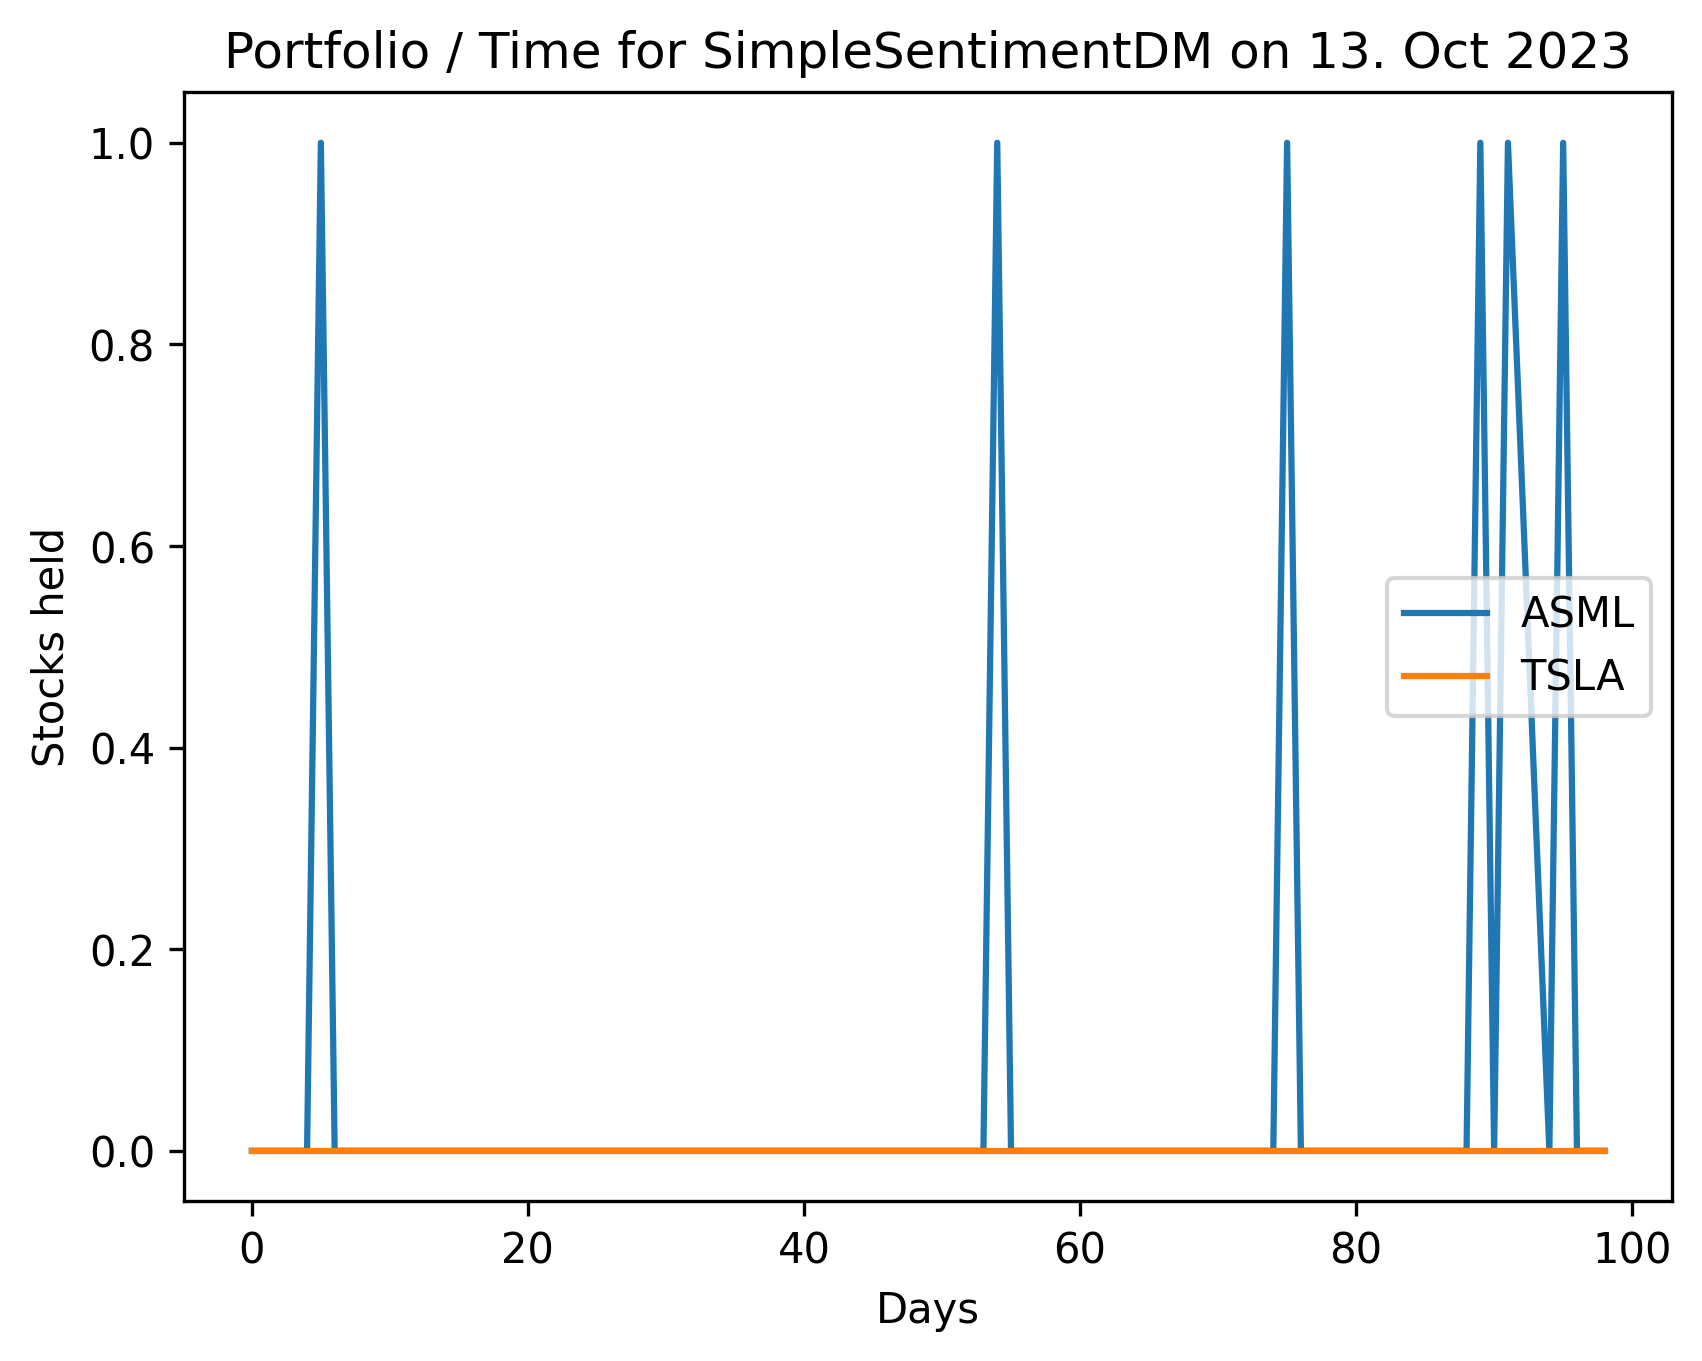 Portfolio / Time for SimpleSentimentDM on 13. Oct 2023
1.0
0.8
0.6
0.4
0.2
0.0
Stocks held
ASML
TSLA
0 20 40 60 80 100
Days